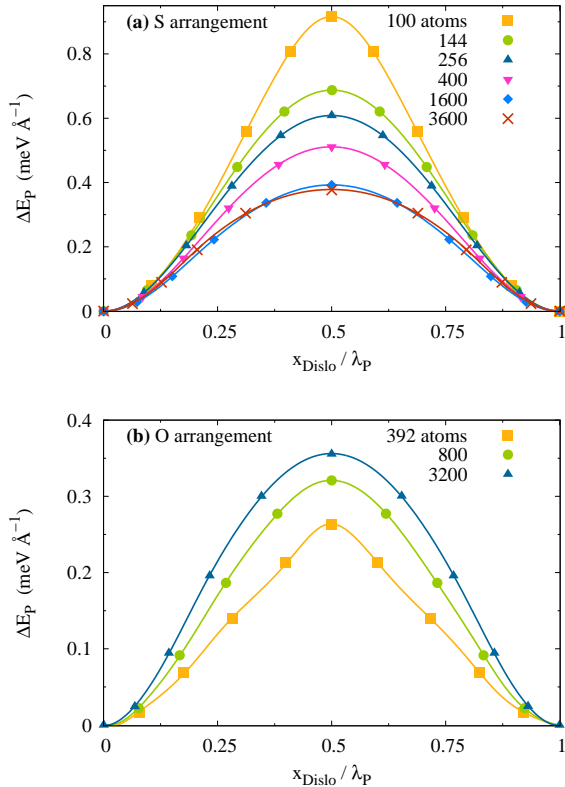 (a) S arrangement
100 atoms
144
256
400
1600
3600
0.8
0.6
0.4
0.2
0
ΔE_P (meV Å⁻¹)
0 0.25 0.5 0.75 1
x_Dislo / λ_P
(b) O arrangement
392 atoms
800
3200
0.4
0.3
0.2
0.1
0
ΔE_P (meV Å⁻¹)
0 0.25 0.5 0.75 1
x_Dislo / λ_P